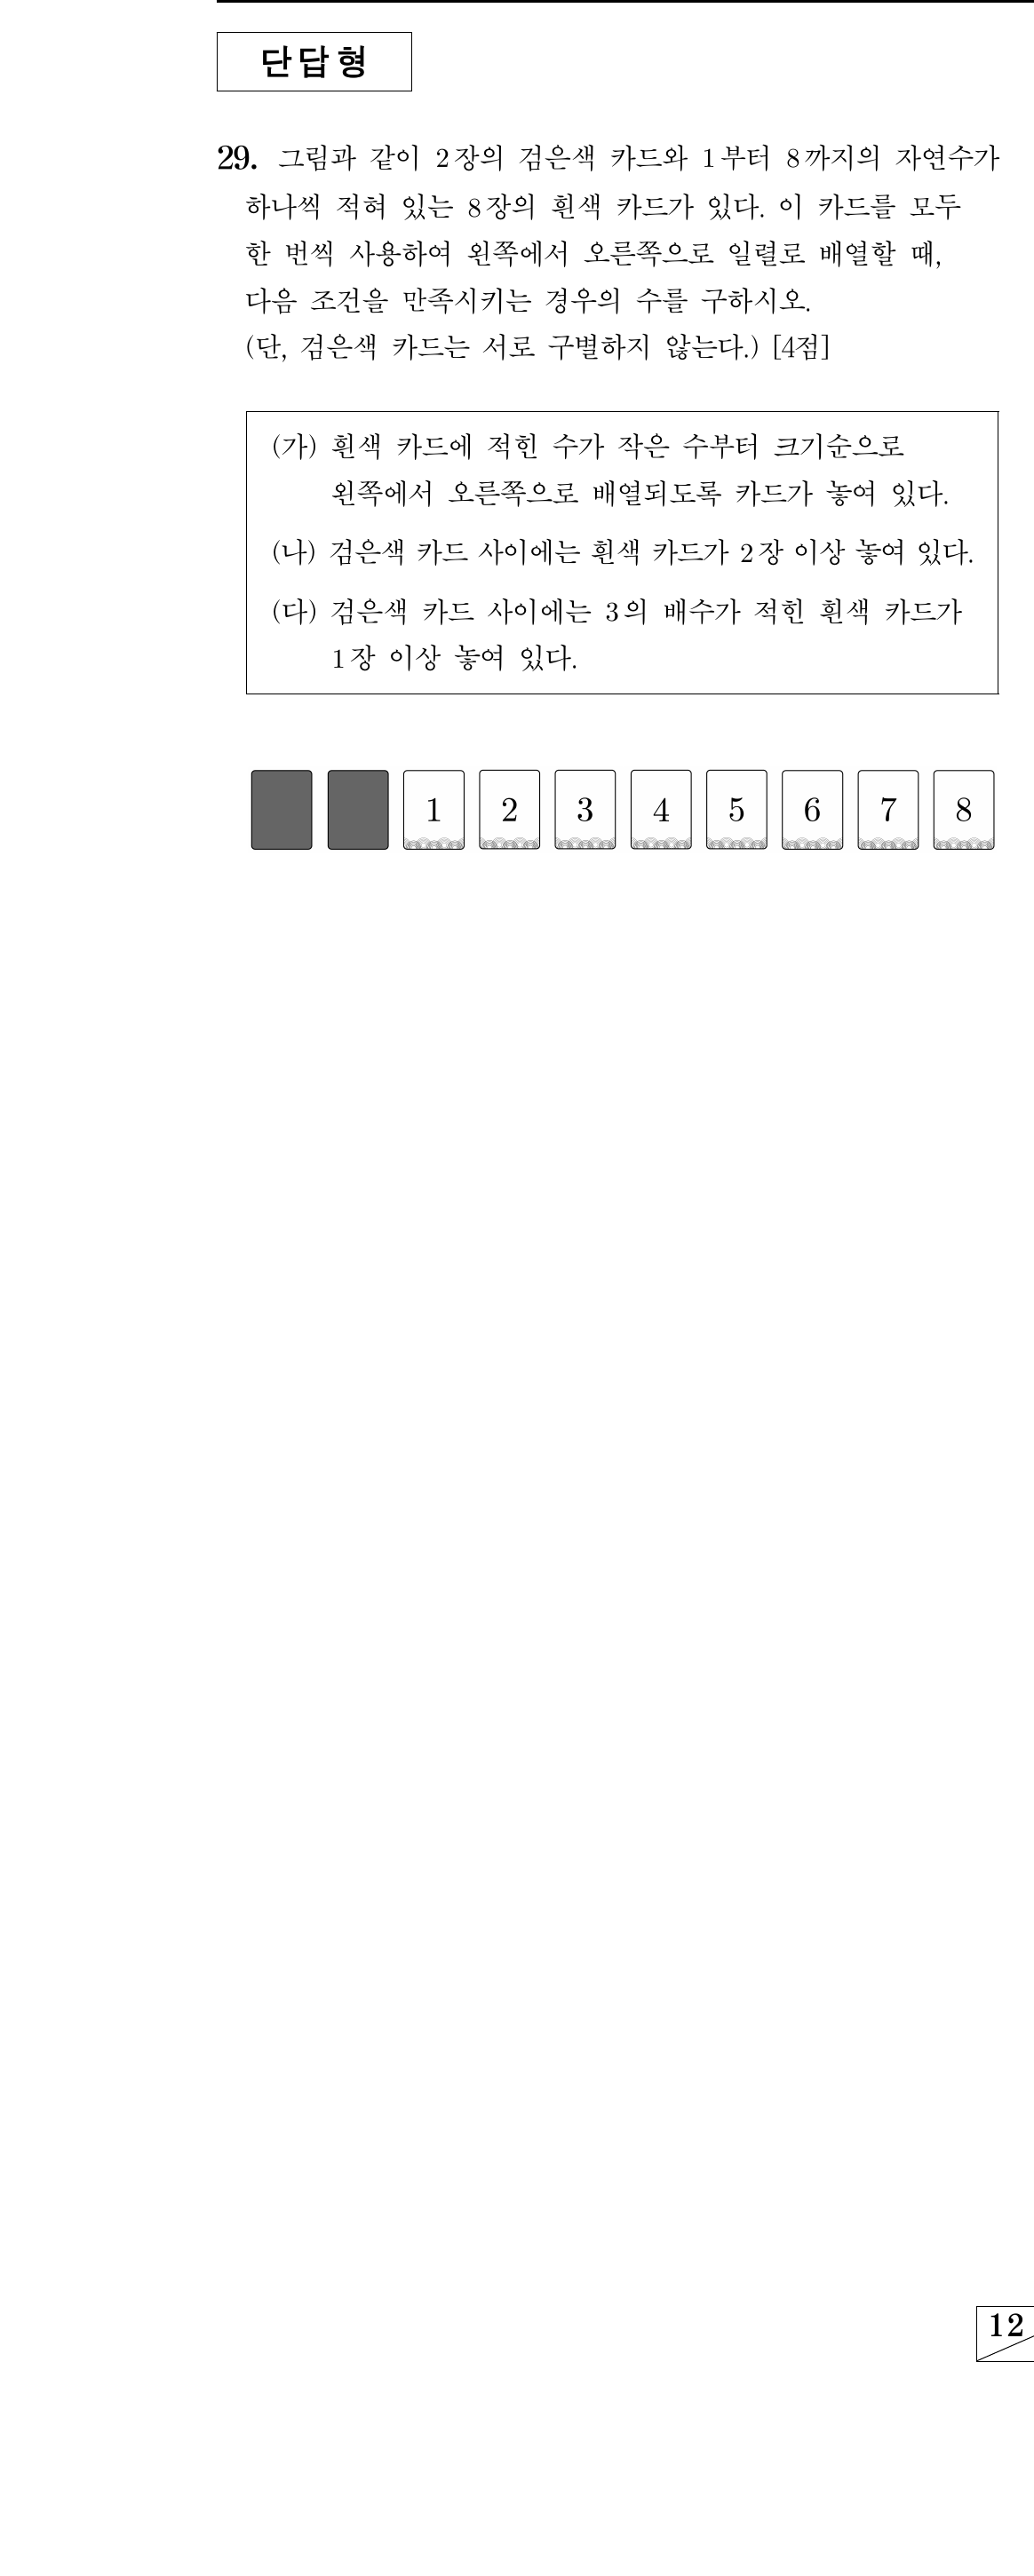 단답형
29. 그림과 같이 2장의 검은색 카드와 1부터 8까지의 자연수가
하나씩 적혀 있는 8장의 흰색 카드가 있다. 이 카드를 모두
한 번씩 사용하여 왼쪽에서 오른쪽으로 일렬로 배열할 때,
다음 조건을 만족시키는 경우의 수를 구하시오.
(단, 검은색 카드는 서로 구별하지 않는다.) [4점]
(가) 흰색 카드에 적힌 수가 작은 수부터 크기순으로
왼쪽에서 오른쪽으로 배열되도록 카드가 놓여 있다.
(나) 검은색 카드 사이에는 흰색 카드가 2장 이상 놓여 있다.
(다) 검은색 카드 사이에는 3의 배수가 적힌 흰색 카드가
1장 이상 놓여 있다.
1 2 3 4 5 6 7 8
12